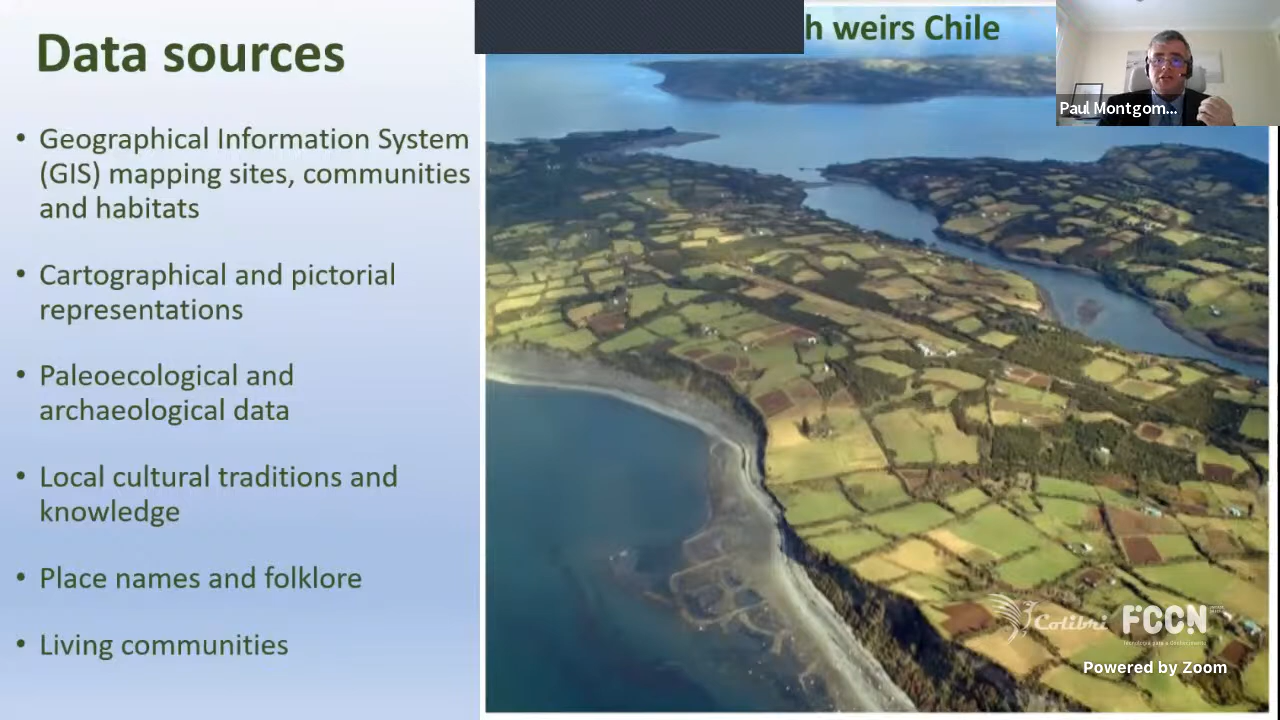 Data sources
h weirs Chile
Paul Montgom...
• Geographical Information System
(GIS) mapping sites, communities
and habitats
• Cartographical and pictorial
representations
• Paleoecological and
archaeological data
• Local cultural traditions and
knowledge
• Place names and folklore
• Living communities
Colibri FCCN
Powered by Zoom